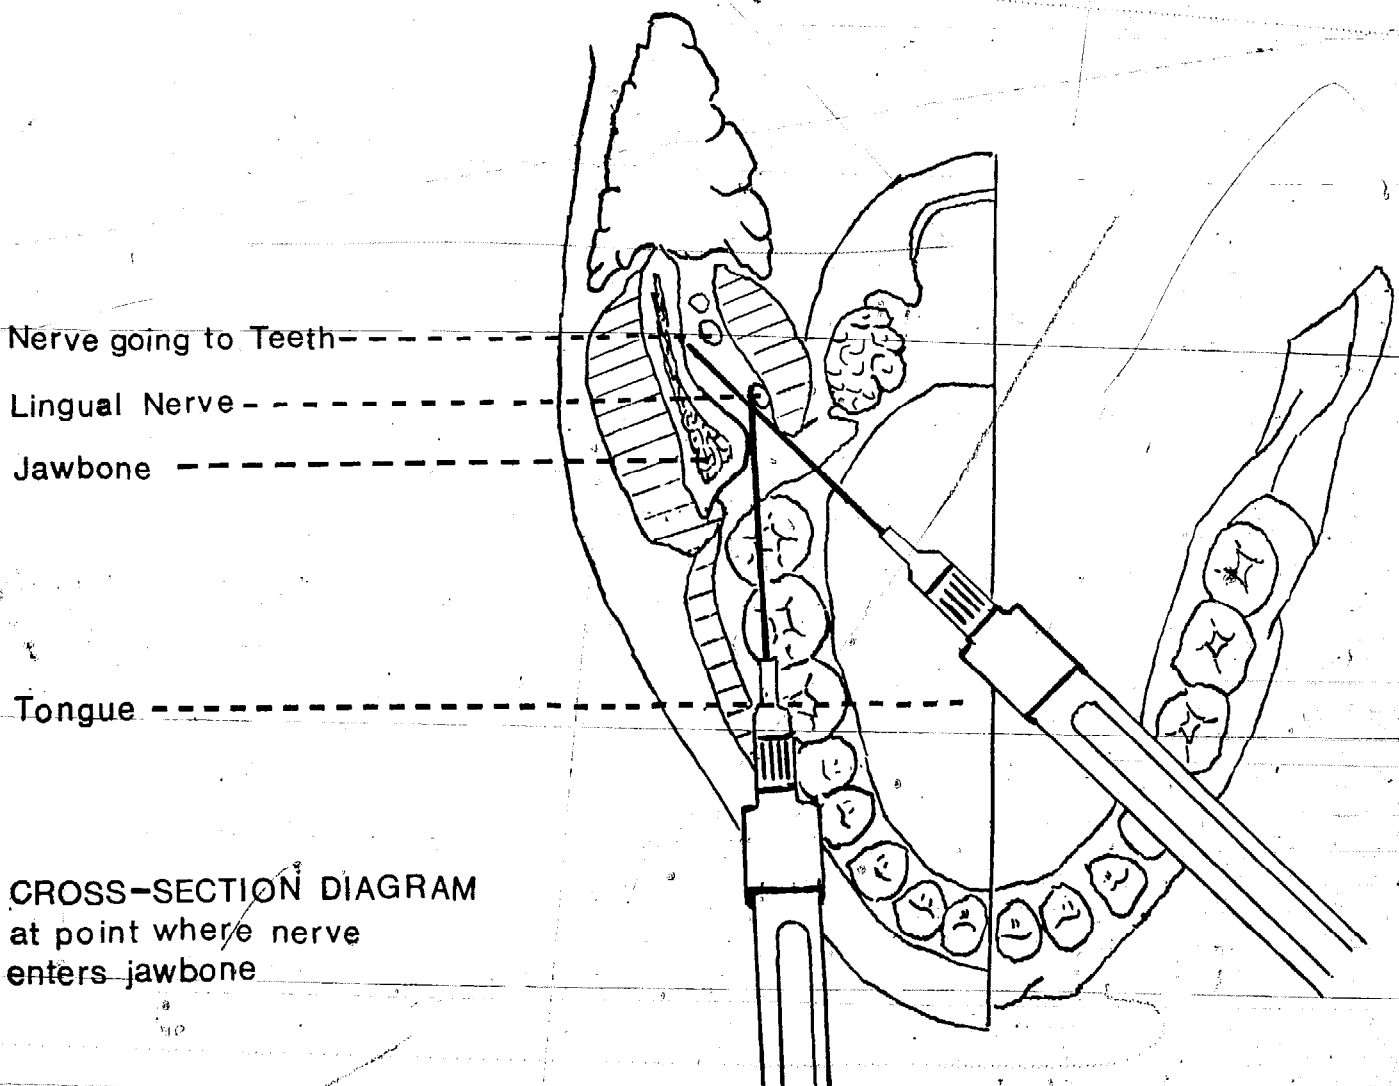 Nerve going to Teeth
Lingual Nerve
Jawbone
Tongue
CROSS-SECTION DIAGRAM
at point where nerve
enters jawbone